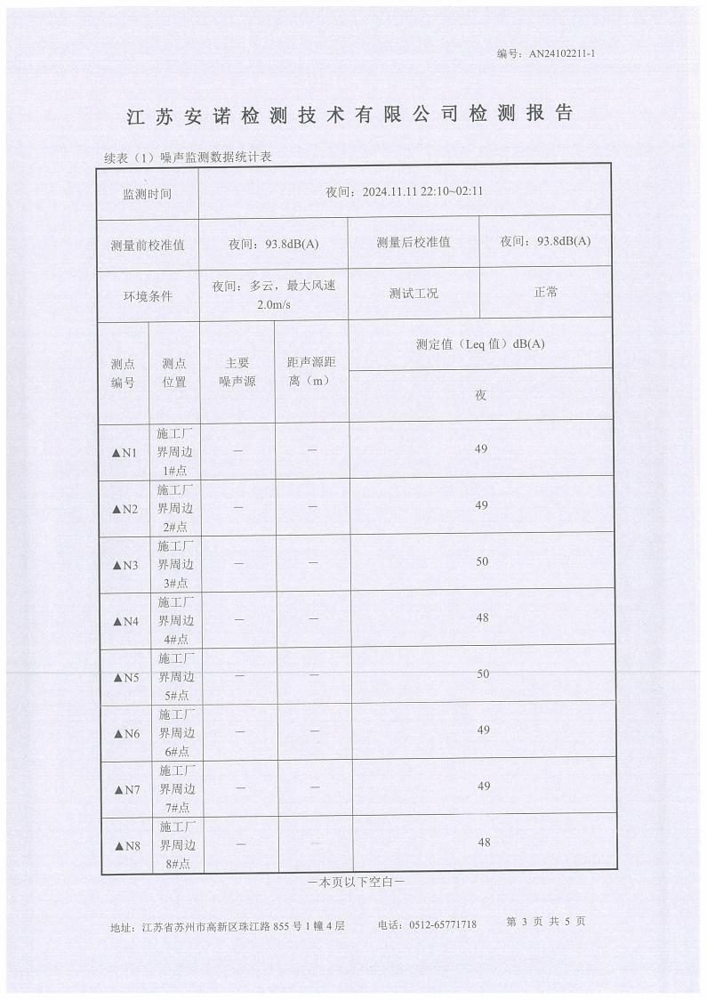 编号：AN24102211-1
江苏安诺检测技术有限公司检测报告
续表（1）噪声监测数据统计表
监测时间
夜间：2024.11.11 22:10~02:11
测量前校准值
夜间：93.8dB(A)
测量后校准值
夜间：93.8dB(A)
环境条件
夜间：多云，最大风速
2.0m/s
测试工况
正常
测点
编号
测点
位置
主要
噪声源
距声源距
离（m）
测定值（Leq 值）dB(A)
夜
▲N1
施工厂
界周边
1#点
—
—
49
▲N2
施工厂
界周边
2#点
—
—
49
▲N3
施工厂
界周边
3#点
—
—
50
▲N4
施工厂
界周边
4#点
—
—
48
▲N5
施工厂
界周边
5#点
—
—
50
▲N6
施工厂
界周边
6#点
—
—
49
▲N7
施工厂
界周边
7#点
—
—
49
▲N8
施工厂
界周边
8#点
—
—
48
—本页以下空白—
地址：江苏省苏州市高新区珠江路 855 号 1 幢 4 层 电话：0512-65771718 第 3 页 共 5 页